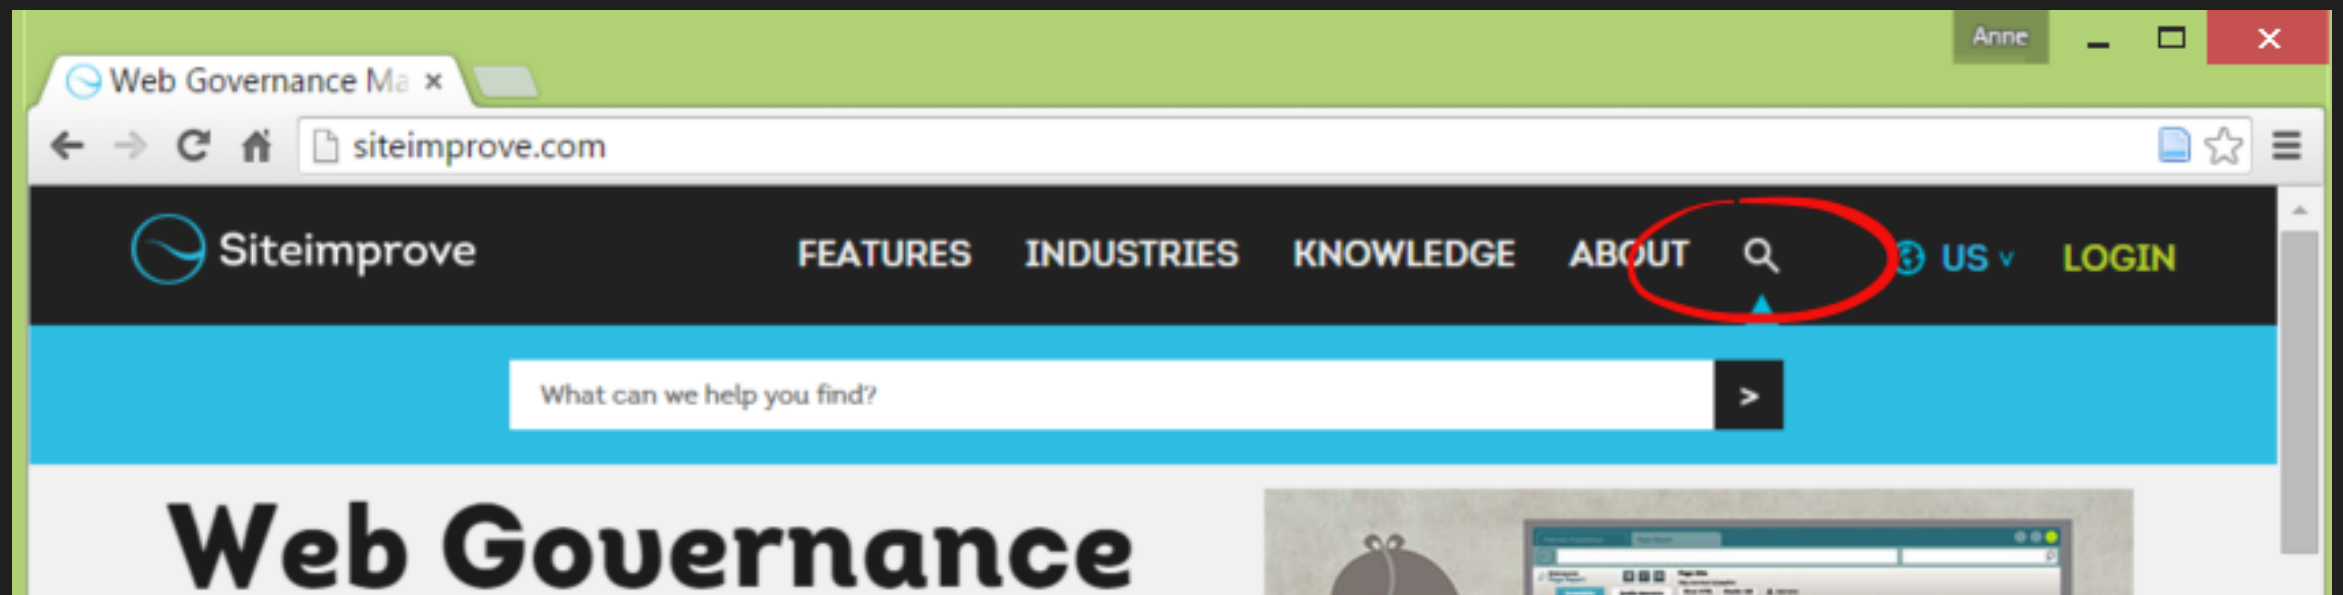 Anne
Web Governance Ma
siteimprove.com
Siteimprove FEATURES INDUSTRIES KNOWLEDGE ABOUT US LOGIN
What can we help you find? >
Web Governance